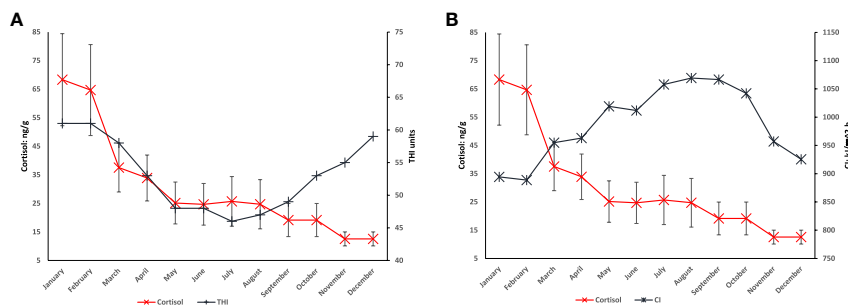 A
85
75
65
55
45
35
25
15
5
Cortisol: ng/g
75
70
65
60
55
50
45
40
THI units
January
February
March
April
May
June
July
August
September
October
November
December
Cortisol
THI
B
85
75
65
55
45
35
25
15
5
Cotisol: ng/g
1150
1100
1050
1000
950
900
850
800
750
January
February
March
April
May
June
July
August
September
October
November
December
Cortisol
CI